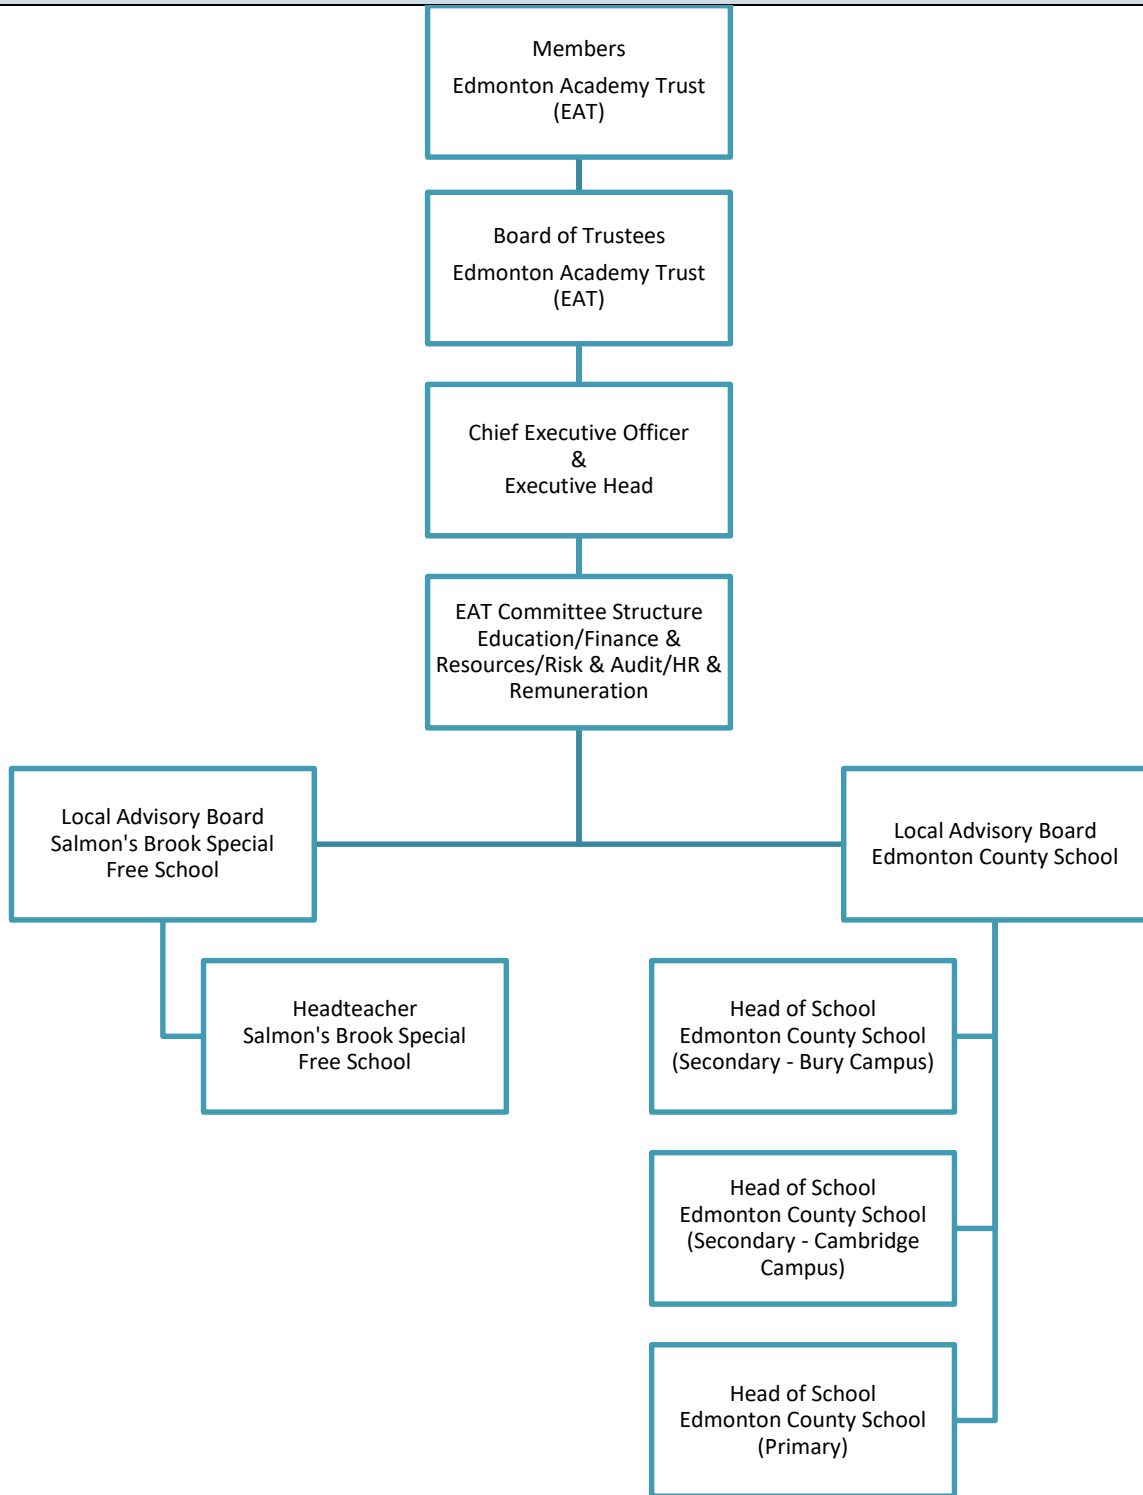 Members
Edmonton Academy Trust
(EAT)
Board of Trustees
Edmonton Academy Trust
(EAT)
Chief Executive Officer
&
Executive Head
EAT Committee Structure
Education/Finance &
Resources/Risk & Audit/HR &
Remuneration
Local Advisory Board
Salmon's Brook Special
Free School
Local Advisory Board
Edmonton County School
Headteacher
Salmon's Brook Special
Free School
Head of School
Edmonton County School
(Secondary - Bury Campus)
Head of School
Edmonton County School
(Secondary - Cambridge
Campus)
Head of School
Edmonton County School
(Primary)